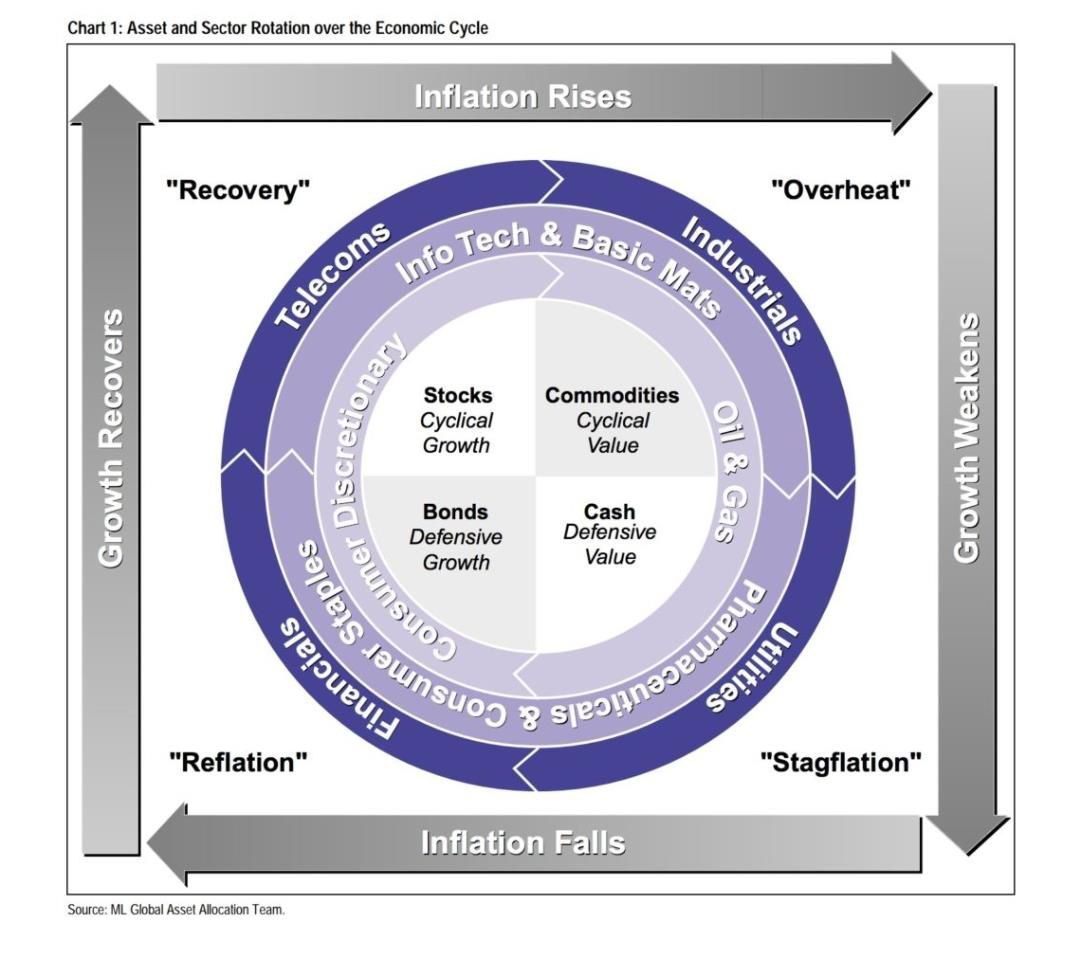 Chart 1: Asset and Sector Rotation over the Economic Cycle
Inflation Rises
"Recovery"
"Overheat"
Growth Recovers
Growth Weakens
Telecoms
Info Tech & Basic Mats
Industrials
Consumer Discretionary
Oil & Gas
Stocks
Cyclical
Growth
Commodities
Cyclical
Value
Bonds
Defensive
Growth
Cash
Defensive
Value
Financials
Pharmaceuticals & Consumer Staples
Utilities
"Reflation"
"Stagflation"
Inflation Falls
Source: ML Global Asset Allocation Team.